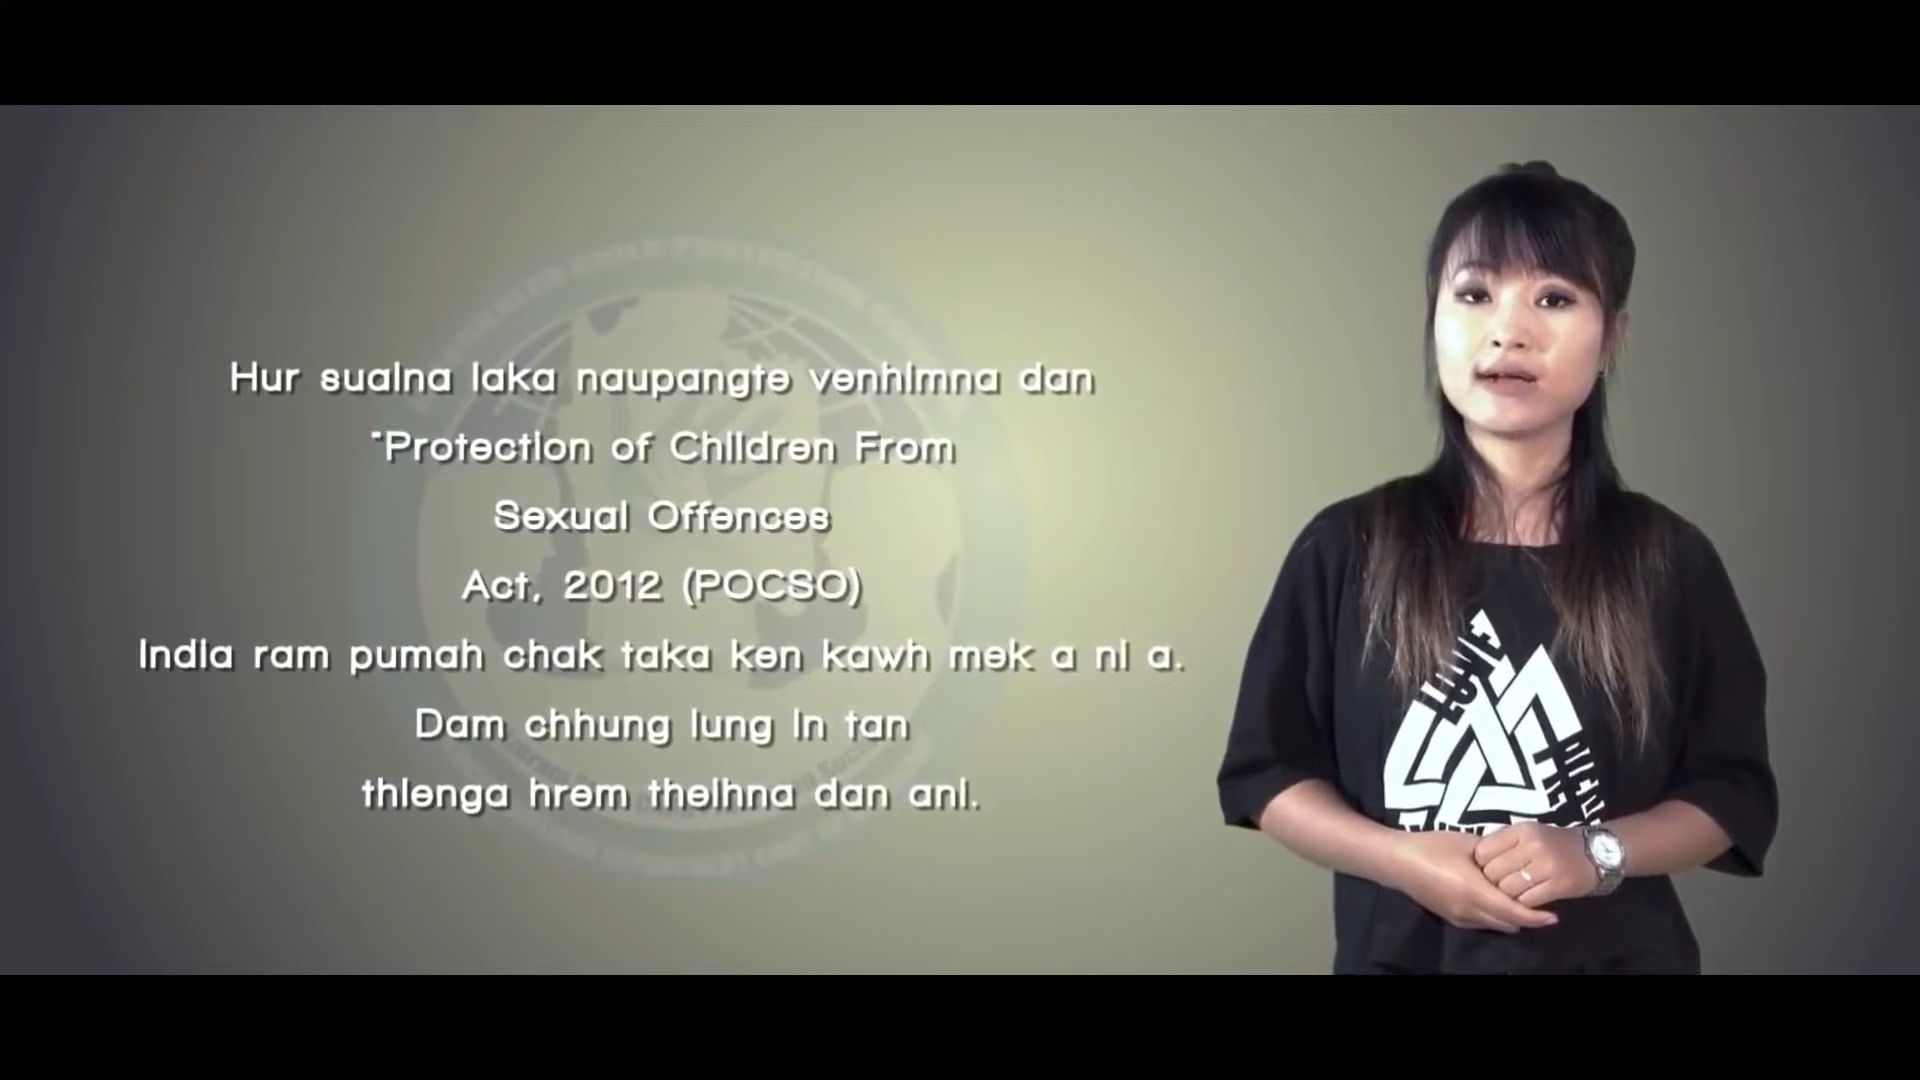 Hur sualna laka naupangte venhimna dan
"Protection of Children From
Sexual Offences
Act, 2012 (POCSO)
India ram pumah chak taka ken kawh mek a ni a.
Dam chhung lung in tan
thlenga hrem theihna dan ani.
LOVE